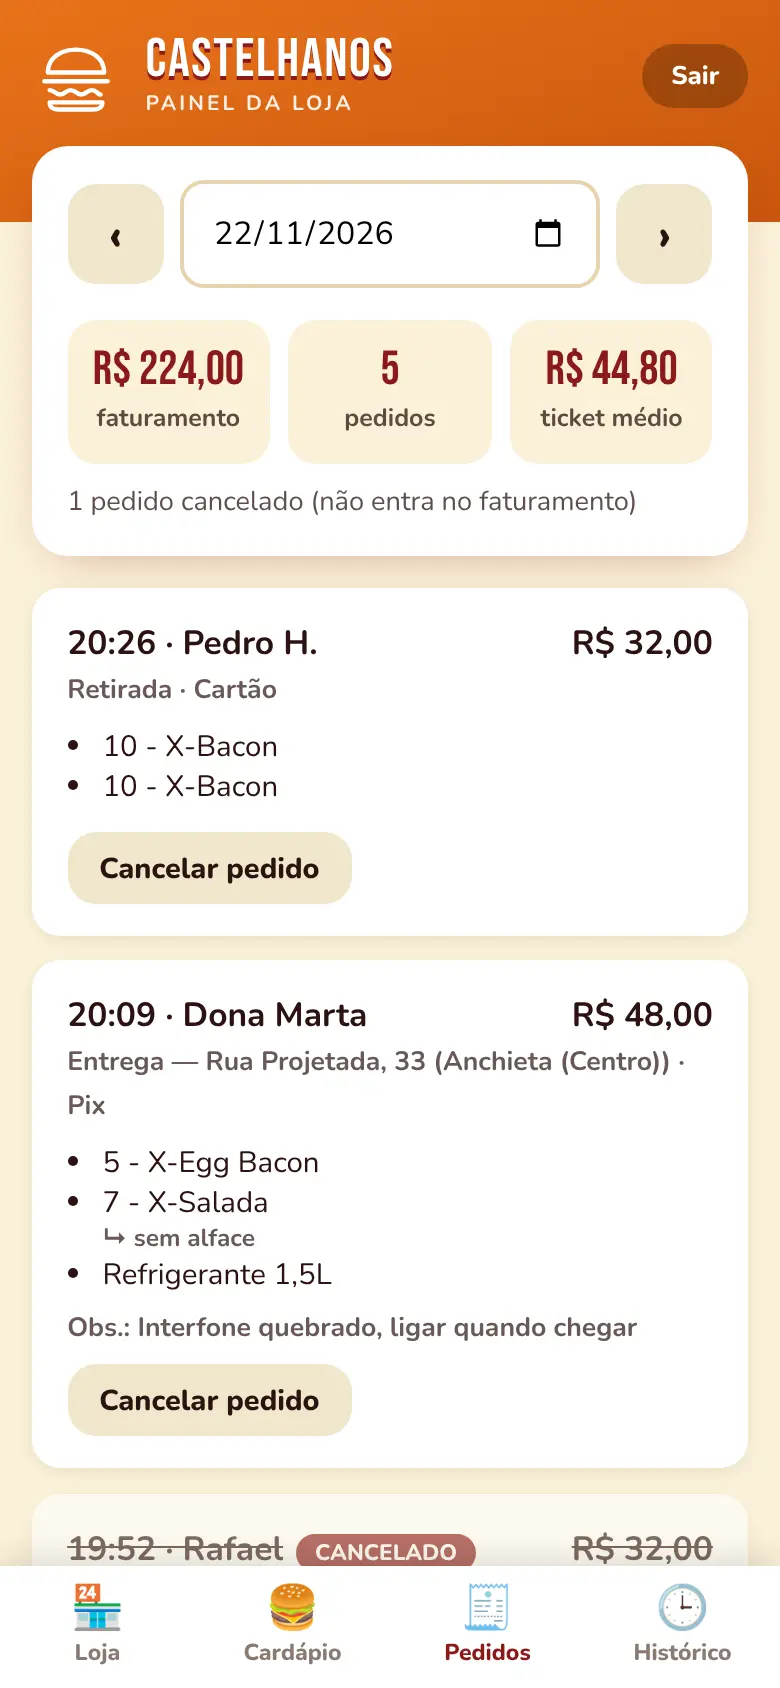 CASTELHANOS
PAINEL DA LOJA
Sair
‹
22/11/2026
›
R$ 224,00
faturamento
5
pedidos
R$ 44,80
ticket médio
1 pedido cancelado (não entra no faturamento)
20:26 · Pedro H.
R$ 32,00
Retirada · Cartão
• 10 - X-Bacon
• 10 - X-Bacon
Cancelar pedido
20:09 · Dona Marta
R$ 48,00
Entrega — Rua Projetada, 33 (Anchieta (Centro)) ·
Pix
• 5 - X-Egg Bacon
• 7 - X-Salada
↳ sem alface
• Refrigerante 1,5L
Obs.: Interfone quebrado, ligar quando chegar
Cancelar pedido
19:52 · Rafael
CANCELADO
R$ 32,00
24
Loja
Cardápio
Pedidos
Histórico